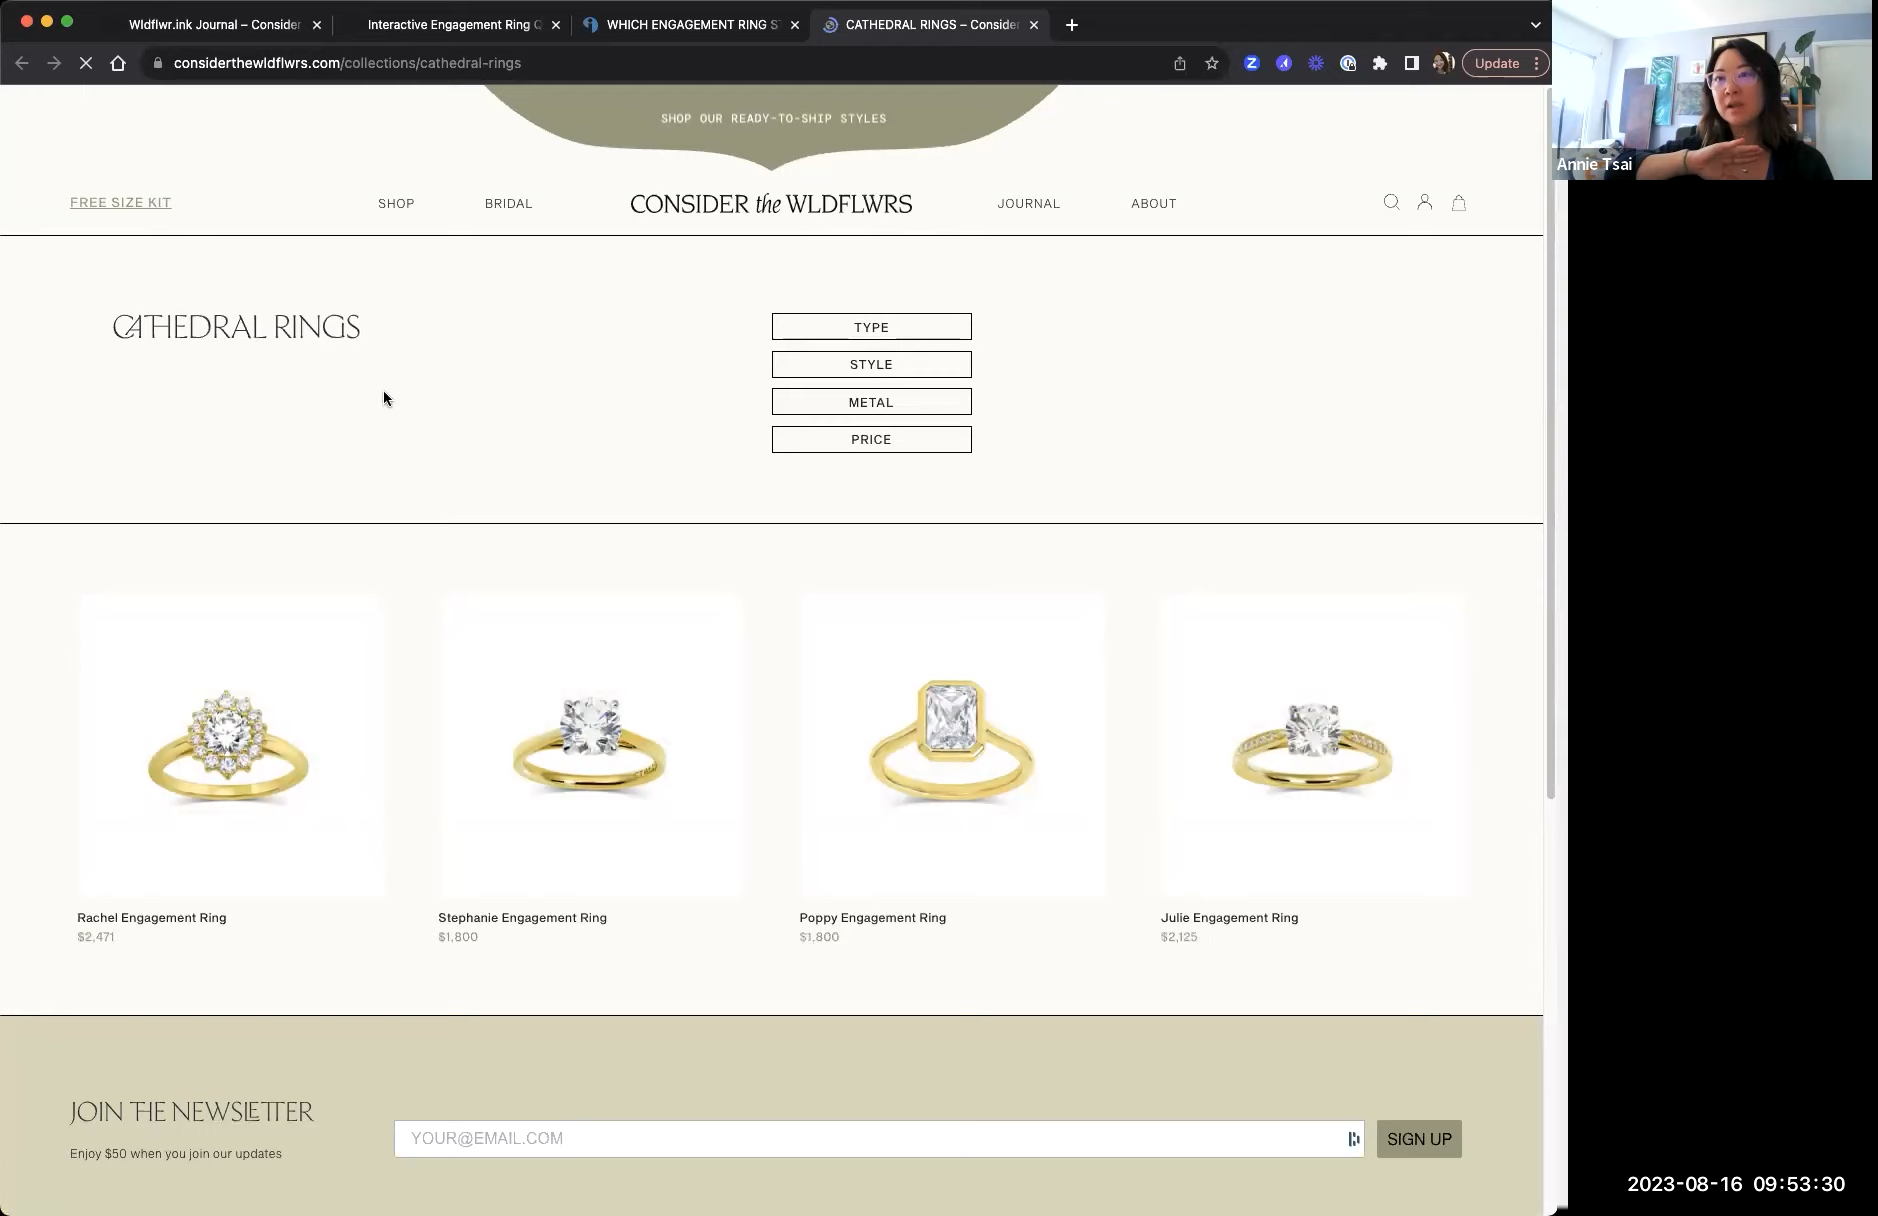 Wldflwr.ink Journal – Consider
Interactive Engagement Ring Q
WHICH ENGAGEMENT RING S
CATHEDRAL RINGS – Conside
considerthewldflwrs.com/collections/cathedral-rings
Update
Annie Tsai
SHOP OUR READY-TO-SHIP STYLES
FREE SIZE KIT
SHOP
BRIDAL
CONSIDER the WLDFLWRS
JOURNAL
ABOUT
CATHEDRAL RINGS
TYPE
STYLE
METAL
PRICE
Rachel Engagement Ring
$2,471
Stephanie Engagement Ring
$1,800
Poppy Engagement Ring
$1,800
Julie Engagement Ring
$2,125
JOIN THE NEWSLETTER
Enjoy $50 when you join our updates
YOUR@EMAIL.COM
SIGN UP
2023-08-16 09:53:30